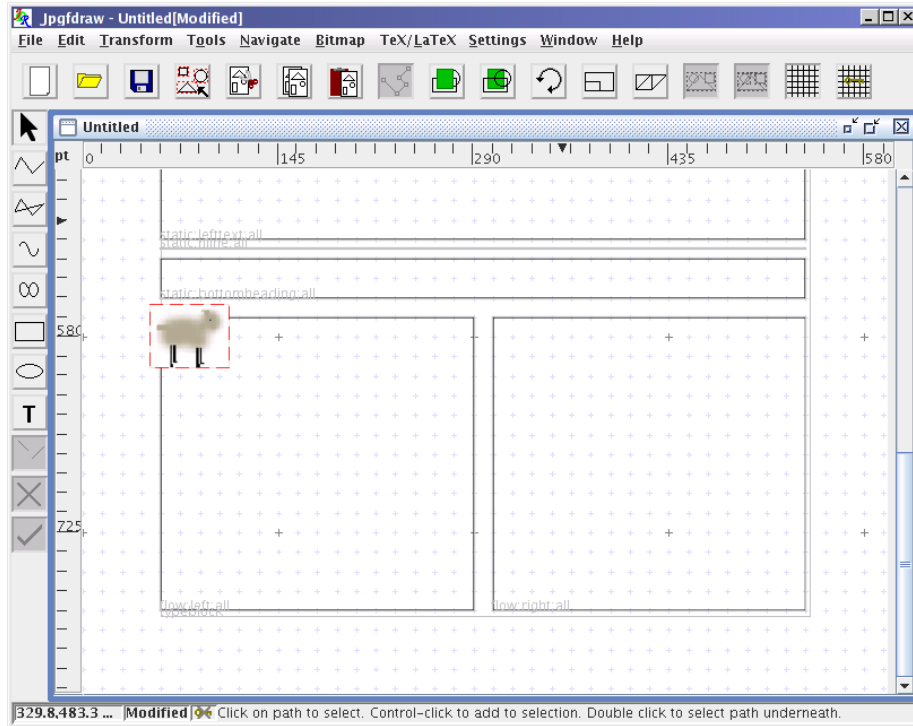 Jpgfdraw - Untitled[Modified]
File Edit Transform Tools Navigate Bitmap TeX/LaTeX Settings Window Help
Untitled
pt 0 145 290 435 580
static:lefttext:all
static:hline:all
static:bottomheading:all
580
725
T
flow:left:all flow:right:all
typeblock
329.8,483.3 ... Modified Click on path to select. Control-click to add to selection. Double click to select path underneath.